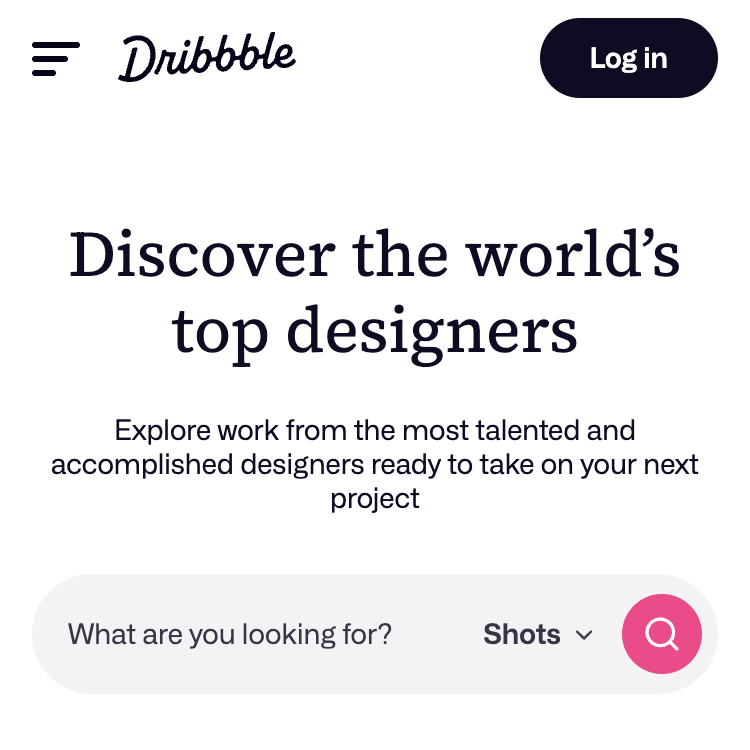 Dribbble
Log in
Discover the world’s
top designers
Explore work from the most talented and
accomplished designers ready to take on your next
project
What are you looking for?
Shots